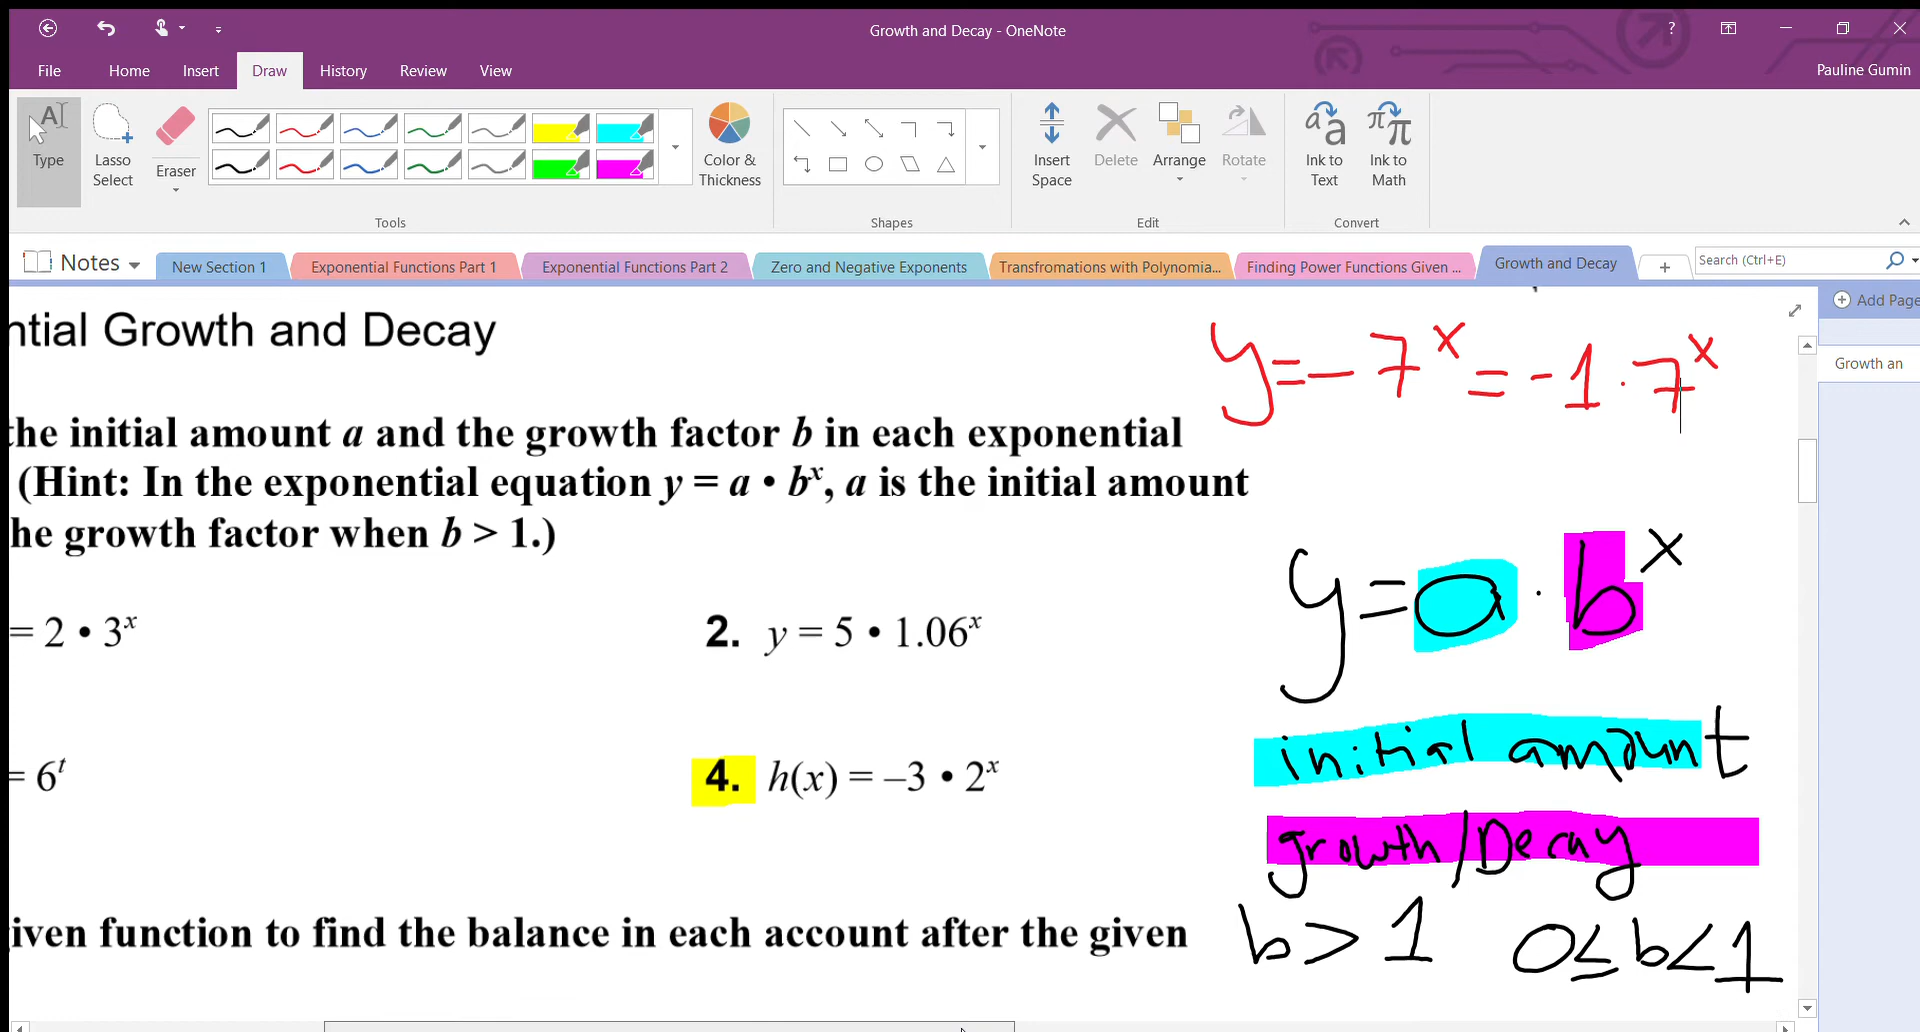 Growth and Decay - OneNote
?
File Home Insert Draw History Review View Pauline Gumin
Type Lasso Select Eraser Color & Thickness Insert Space Delete Arrange Rotate Ink to Text Ink to Math
Tools Shapes Edit Convert
Notes New Section 1 Exponential Functions Part 1 Exponential Functions Part 2 Zero and Negative Exponents Transfromations with Polynomia... Finding Power Functions Given ... Growth and Decay + Search (Ctrl+E)
Add Page
Growth an
ntial Growth and Decay
y = - 7^x = - 1 · 7^x
the initial amount a and the growth factor b in each exponential
(Hint: In the exponential equation y = a • b^x, a is the initial amount
he growth factor when b > 1.)
y = a · b^x
= 2 • 3^x
2. y = 5 • 1.06^x
initial amount
= 6^t
4. h(x) = –3 • 2^x
growth/Decay
iven function to find the balance in each account after the given
b > 1 0 ≤ b < 1